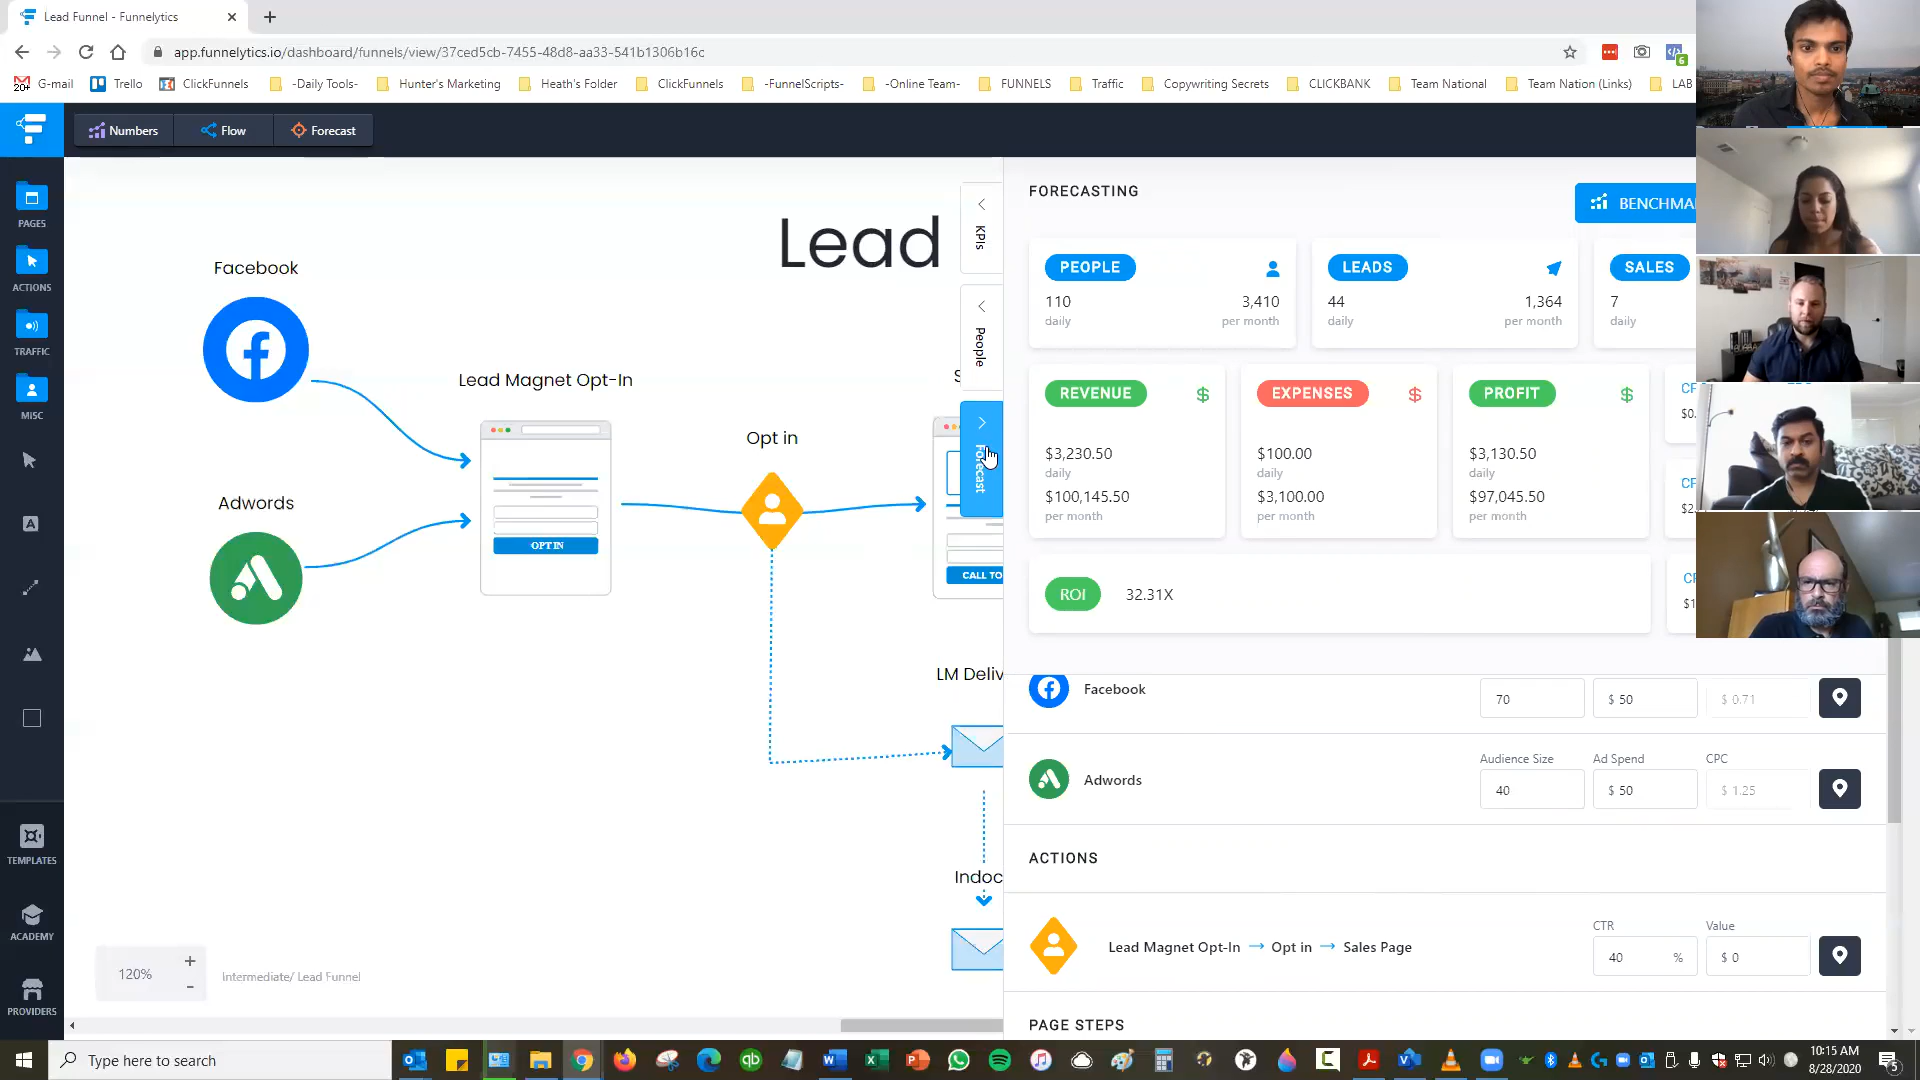 Lead Funnel - Funnelytics
app.funnelytics.io/dashboard/funnels/view/37ced5cb-7455-48d8-aa33-541b1306b16c
20+ G-mail Trello ClickFunnels -Daily Tools- Hunter's Marketing Heath's Folder ClickFunnels -FunnelScripts- -Online Team- FUNNELS Traffic Copywriting Secrets CLICKBANK Team National Team Nation (Links) LAB
6
Numbers Flow Forecast
PAGES
ACTIONS
TRAFFIC
MISC
TEMPLATES
ACADEMY
PROVIDERS
Lead
Facebook
Lead Magnet Opt-In
OPT IN
Opt in
Adwords
S
CALL TO
LM Deliv
Indoc
120% + -
Intermediate/ Lead Funnel
KPIs
People
Forecast
FORECASTING
BENCHMA
PEOPLE
110 3,410
daily per month
LEADS
44 1,364
daily per month
SALES
7
daily
REVENUE
$3,230.50
daily
$100,145.50
per month
EXPENSES
$100.00
daily
$3,100.00
per month
PROFIT
$3,130.50
daily
$97,045.50
per month
ROI 32.31X
Facebook 70 $ 50 $ 0.71
Audience Size Ad Spend CPC
Adwords 40 $ 50 $ 1.25
ACTIONS
CTR Value
Lead Magnet Opt-In → Opt in → Sales Page 40 % $ 0
PAGE STEPS
Type here to search
10:15 AM
8/28/2020
5